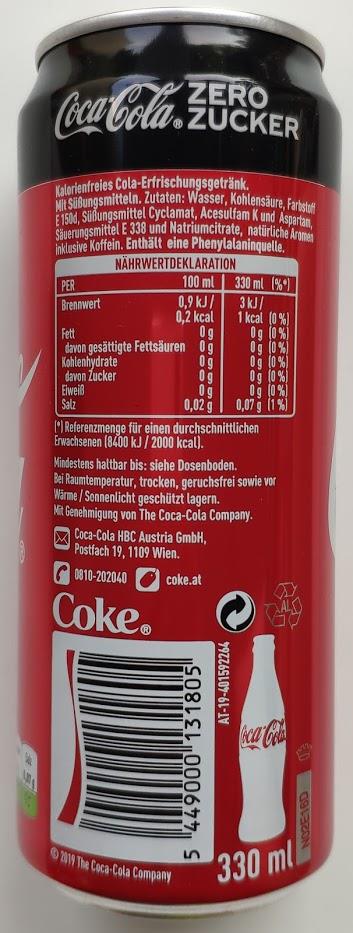 Coca-Cola® ZERO
ZUCKER
Kalorienfreies Cola-Erfrischungsgetränk.
Mit Süßungsmitteln. Zutaten: Wasser, Kohlensäure, Farbstoff
E 150d, Süßungsmittel Cyclamat, Acesulfam K und Aspartam,
Säuerungsmittel E 338 und Natriumcitrate, natürliche Aromen
inklusive Koffein. Enthält eine Phenylalaninquelle.
NÄHRWERTDEKLARATION
PER 100 ml 330 ml (%*)
Brennwert 0,9 kJ / 3 kJ /
0,2 kcal 1 kcal (0%)
Fett 0 g 0 g (0%)
davon gesättigte Fettsäuren 0 g 0 g (0%)
Kohlenhydrate 0 g 0 g (0%)
davon Zucker 0 g 0 g (0%)
Eiweiß 0 g 0 g (0%)
Salz 0,02 g 0,07 g (1%)
(*) Referenzmenge für einen durchschnittlichen
Erwachsenen (8400 kJ / 2000 kcal).
Mindestens haltbar bis: siehe Dosenboden.
Bei Raumtemperatur, trocken, geruchsfrei sowie vor
Wärme / Sonnenlicht geschützt lagern.
Mit Genehmigung von The Coca-Cola Company.
Coca-Cola HBC Austria GmbH,
Postfach 19, 1109 Wien.
0810-202040 coke.at
Coke®
AL
AT-19-401592264
Coca-Cola
5 449000 131805
NO2E16D
Salz
© 2019 The Coca-Cola Company
330 ml